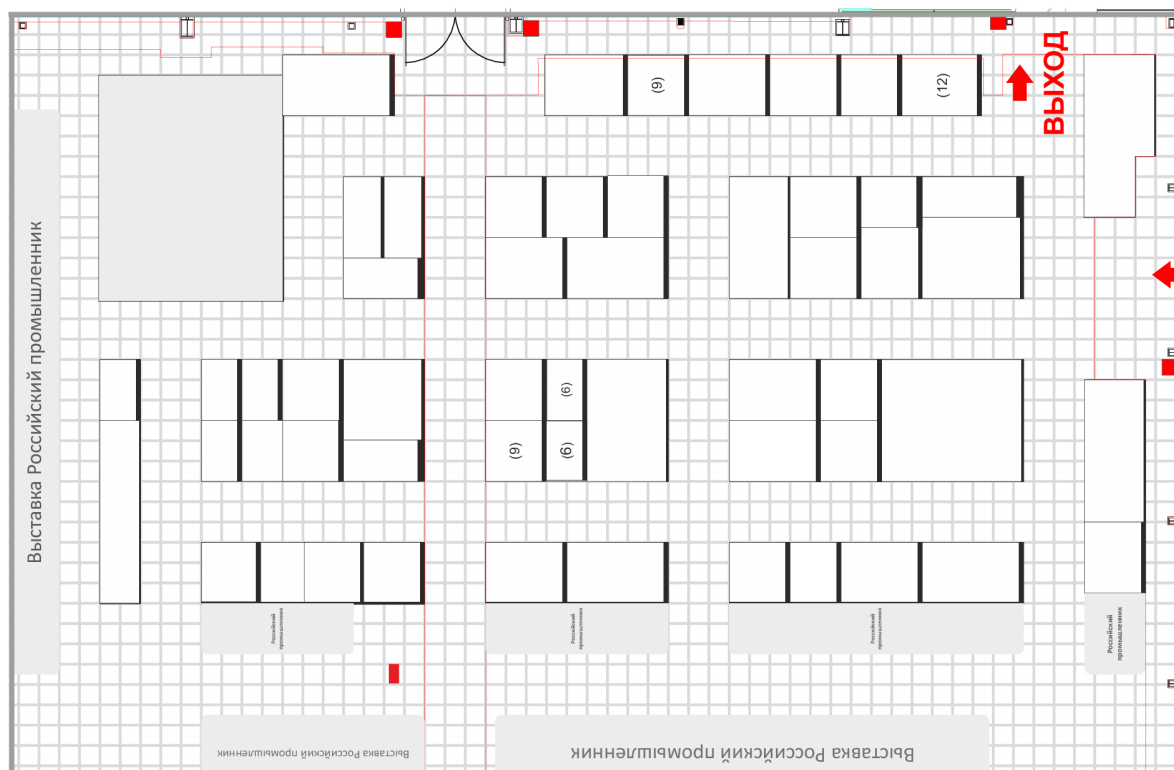 (9)
(12)
ВЫХОД
Выставка Российский промышленник
(6)
(9)
(6)
Российский
промышленник
Российский
промышленник
Российский
промышленник
Российский
промышленник
Выставка Российский промышленник
Выставка Российский промышленник